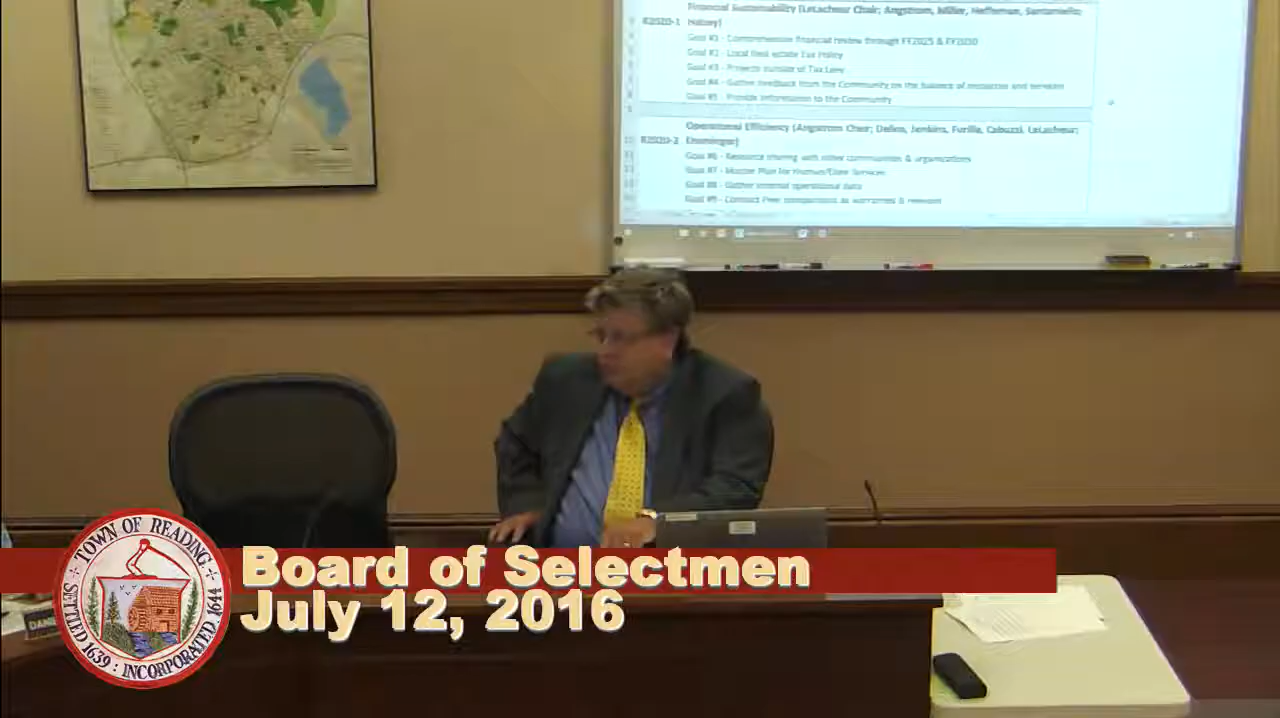 Financial Sustainability (LeLacheur Chair; Angstrom, Miller, Heffernan, Santaniello;
R2020-1 Halsey)
Goal #1 - Comprehensive financial review through FY2025 & FY2030
Goal #2 - Local Real estate Tax Policy
Goal #3 - Projects outside of Tax Levy
Goal #4 - Gather feedback from the Community on the balance of resources and services
Goal #5 - Provide information to the Community
Operational Efficiency (Angstrom Chair; Delios, Jenkins, Furilla, Cabuzzi, LeLacheur;
R2020-2 Ensminger)
Goal #6 - Resource sharing with other communities & organizations
Goal #7 - Master Plan for Human/Elder Services
Goal #8 - Gather internal operational data
Goal #9 - Conduct Peer comparisons as warranted & relevant
TOWN OF READING
SETTLED 1639 : INCORPORATED 1644
Board of Selectmen
July 12, 2016